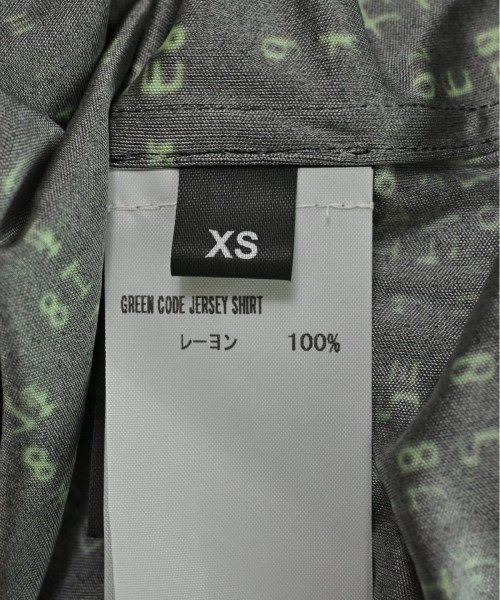 XS
GREEN CODE JERSEY SHIRT
レーヨン 100%